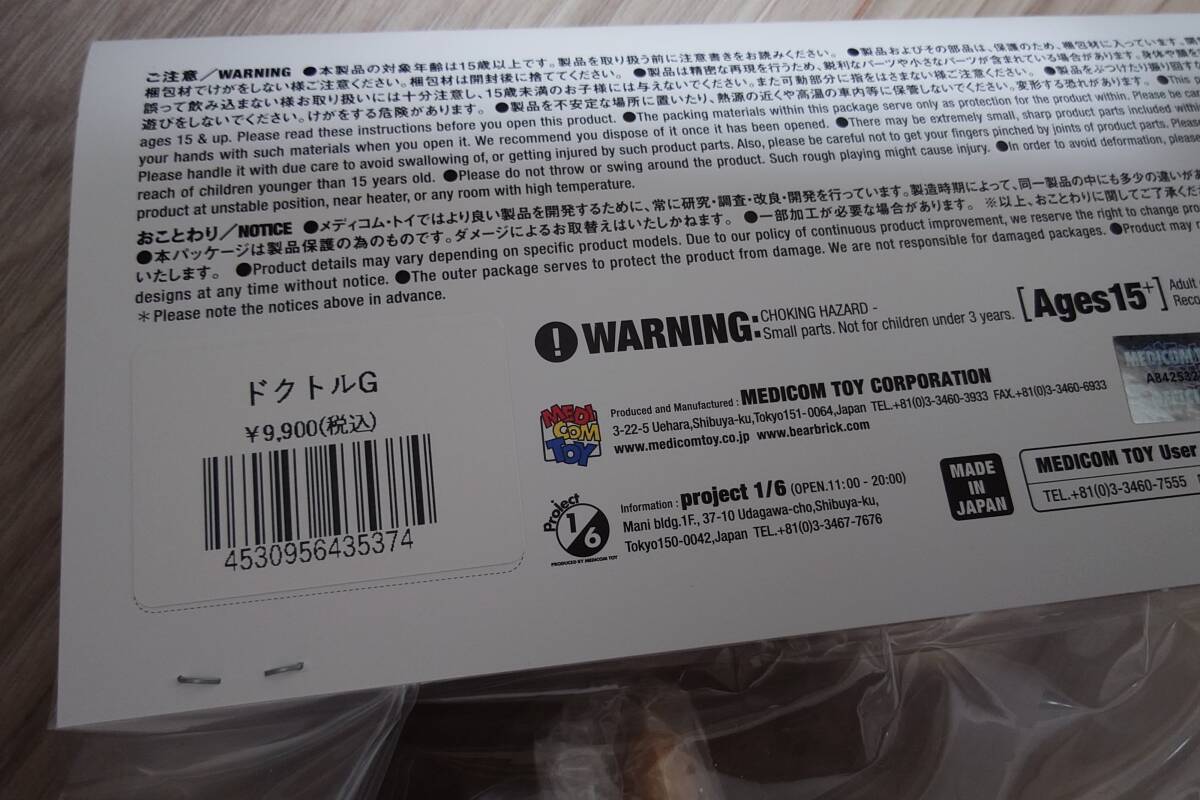 ご注意／WARNING ●本製品の対象年齢は15歳以上です。製品を取り扱う前に注意書きをお読みください。 ●製品およびその部品は、保護のため、梱包材に入っています。開
梱包材でけがをしない様ご注意ください。梱包材は開封後に捨ててください。 ●製品は精密な再現を行うため、鋭利なパーツや小さなパーツが含まれている場合があります。身体や顔を
誤って飲み込まない様お取り扱いには十分注意し、15歳未満のお子様には与えないでください。また可動部分に指をはさまない様ご注意ください。 ●製品をぶつけたり振り回すな
遊びをしないでください。けがをする危険があります。 ●製品を不安定な場所に置いたり、熱源の近くや高温の車内等に保管しないでください。変形する恐れがあります。 ●This
ages 15 & up. Please read these instructions before you open this product. ●The packing materials within this package serve only as protection for the product within. Please be
your hands with such materials when you open it. We recommend you dispose of it once it has been opened. ●There may be extremely small, sharp product parts included within
Please handle it with due care to avoid swallowing of, or getting injured by such product parts. Also, please be careful not to get your fingers pinched by joints of product parts. Please
reach of children younger than 15 years old. ●Please do not throw or swing around the product. Such rough playing might cause injury. ●In order to avoid deformation, please
product at unstable position, near heater, or any room with high temperature.
おことわり／NOTICE ●メディコム・トイではより良い製品を開発するために、常に研究・調査・改良・開発を行っています。製造時期によって、同一製品の中にも多少の違いがあ
●本パッケージは製品保護の為のものです。ダメージによるお取替えはいたしかねます。 ●一部加工が必要な場合があります。 ※以上、おことわりに関してご了承くださ
いたします。 ●Product details may vary depending on specific product models. Due to our policy of continuous product improvement, we reserve the right to change
designs at any time without notice. ●The outer package serves to protect the product from damage. We are not responsible for damaged packages. ●Product may
＊Please note the notices above in advance.
WARNING: CHOKING HAZARD -
Small parts. Not for children under 3 years. [Ages15+] Adult
ドクトルG
¥9,900(税込)
4530956435374
MEDICOM TOY
Produced and Manufactured : MEDICOM TOY CORPORATION
3-22-5 Uehara,Shibuya-ku,Tokyo151-0064,Japan TEL.+81(0)3-3460-3933 FAX.+81(0)3-3460-6933
www.medicomtoy.co.jp www.bearbrick.com
MEDICOM
Project 1/6
PRODUCED BY MEDICOM TOY
Information : project 1/6 (OPEN.11:00 - 20:00)
Mani bldg.1F., 37-10 Udagawa-cho,Shibuya-ku,
Tokyo150-0042,Japan TEL.+81(0)3-3467-7676
MADE
IN
JAPAN
MEDICOM TOY User
TEL.+81(0)3-3460-7555